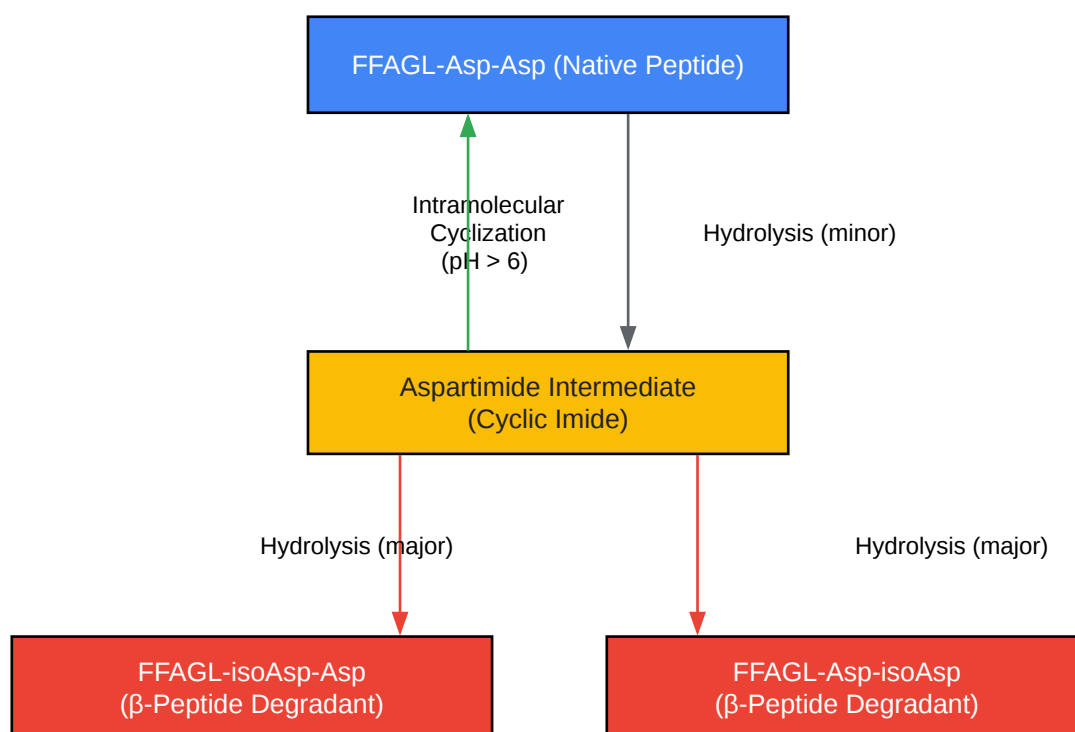 FFAGL-Asp-Asp (Native Peptide)
Intramolecular
Cyclization
(pH > 6)
Hydrolysis (minor)
Aspartimide Intermediate
(Cyclic Imide)
Hydrolysis (major)
Hydrolysis (major)
FFAGL-isoAsp-Asp
(β-Peptide Degradant)
FFAGL-Asp-isoAsp
(β-Peptide Degradant)